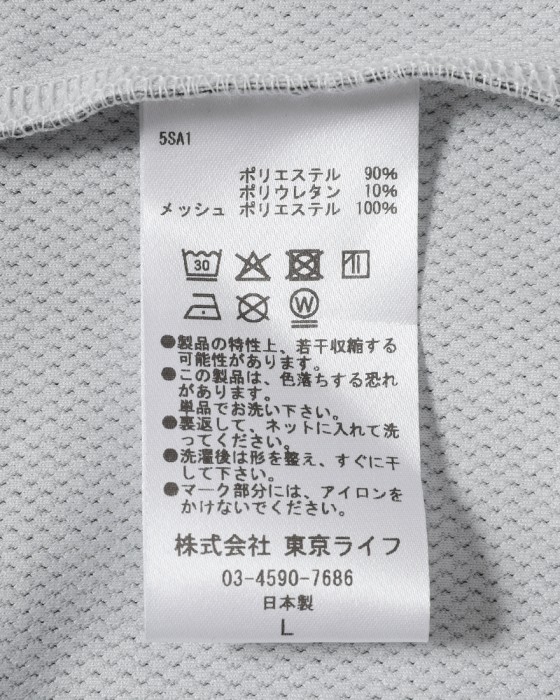 5SA1
ポリエステル 90%
ポリウレタン 10%
メッシュ ポリエステル 100%
30
W
●製品の特性上、若干収縮する
可能性があります。
●この製品は、色落ちする恐れ
があります。
単品でお洗い下さい。
●裏返して、ネットに入れて洗
ってください。
●洗濯後は形を整え、すぐに干
して下さい。
●マーク部分には、アイロンを
かけないでください。
株式会社 東京ライフ
03-4590-7686
日本製
L